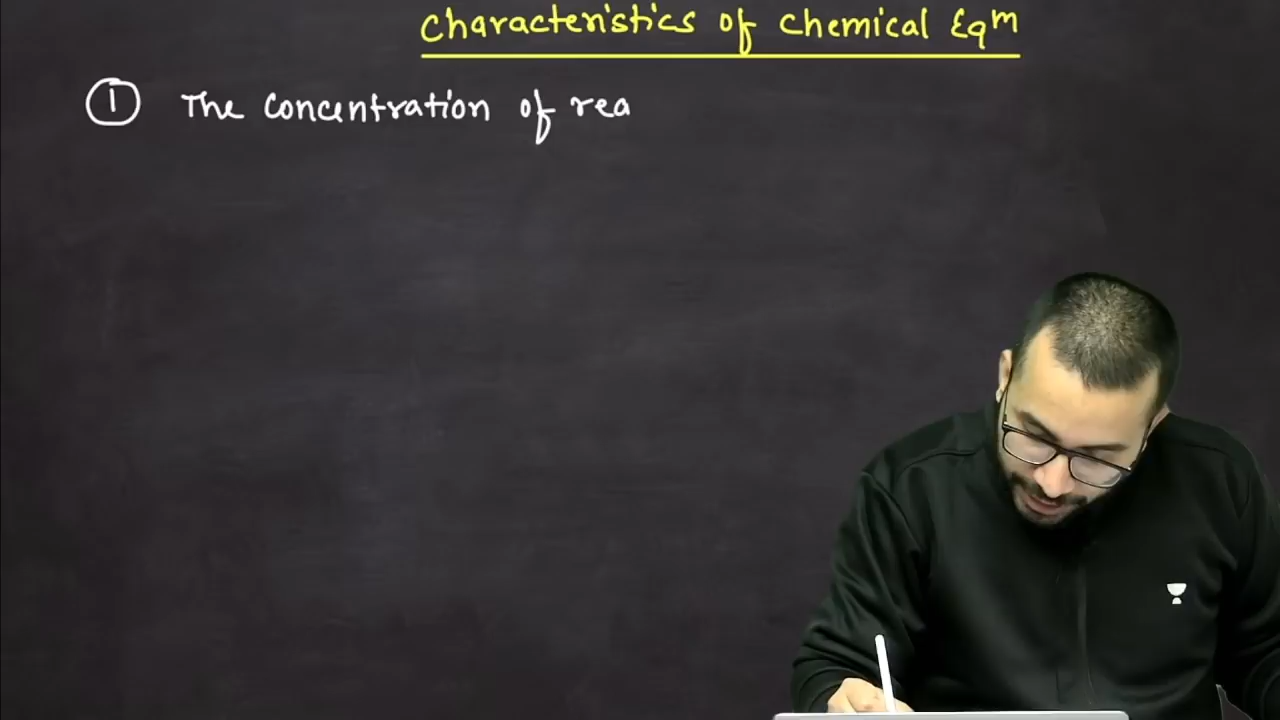 Characteristics of Chemical Eqm
① The Concentration of rea